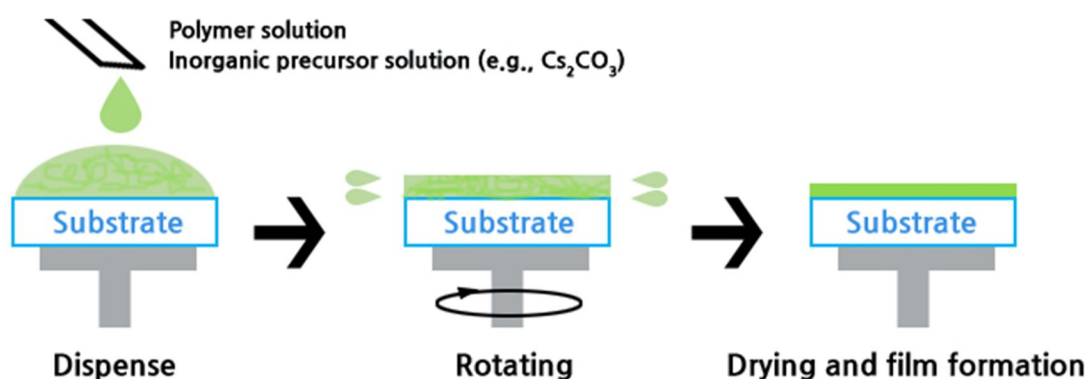 Polymer solution
Inorganic precursor solution (e.g., Cs₂CO₃)
Substrate
Substrate
Substrate
Dispense
Rotating
Drying and film formation